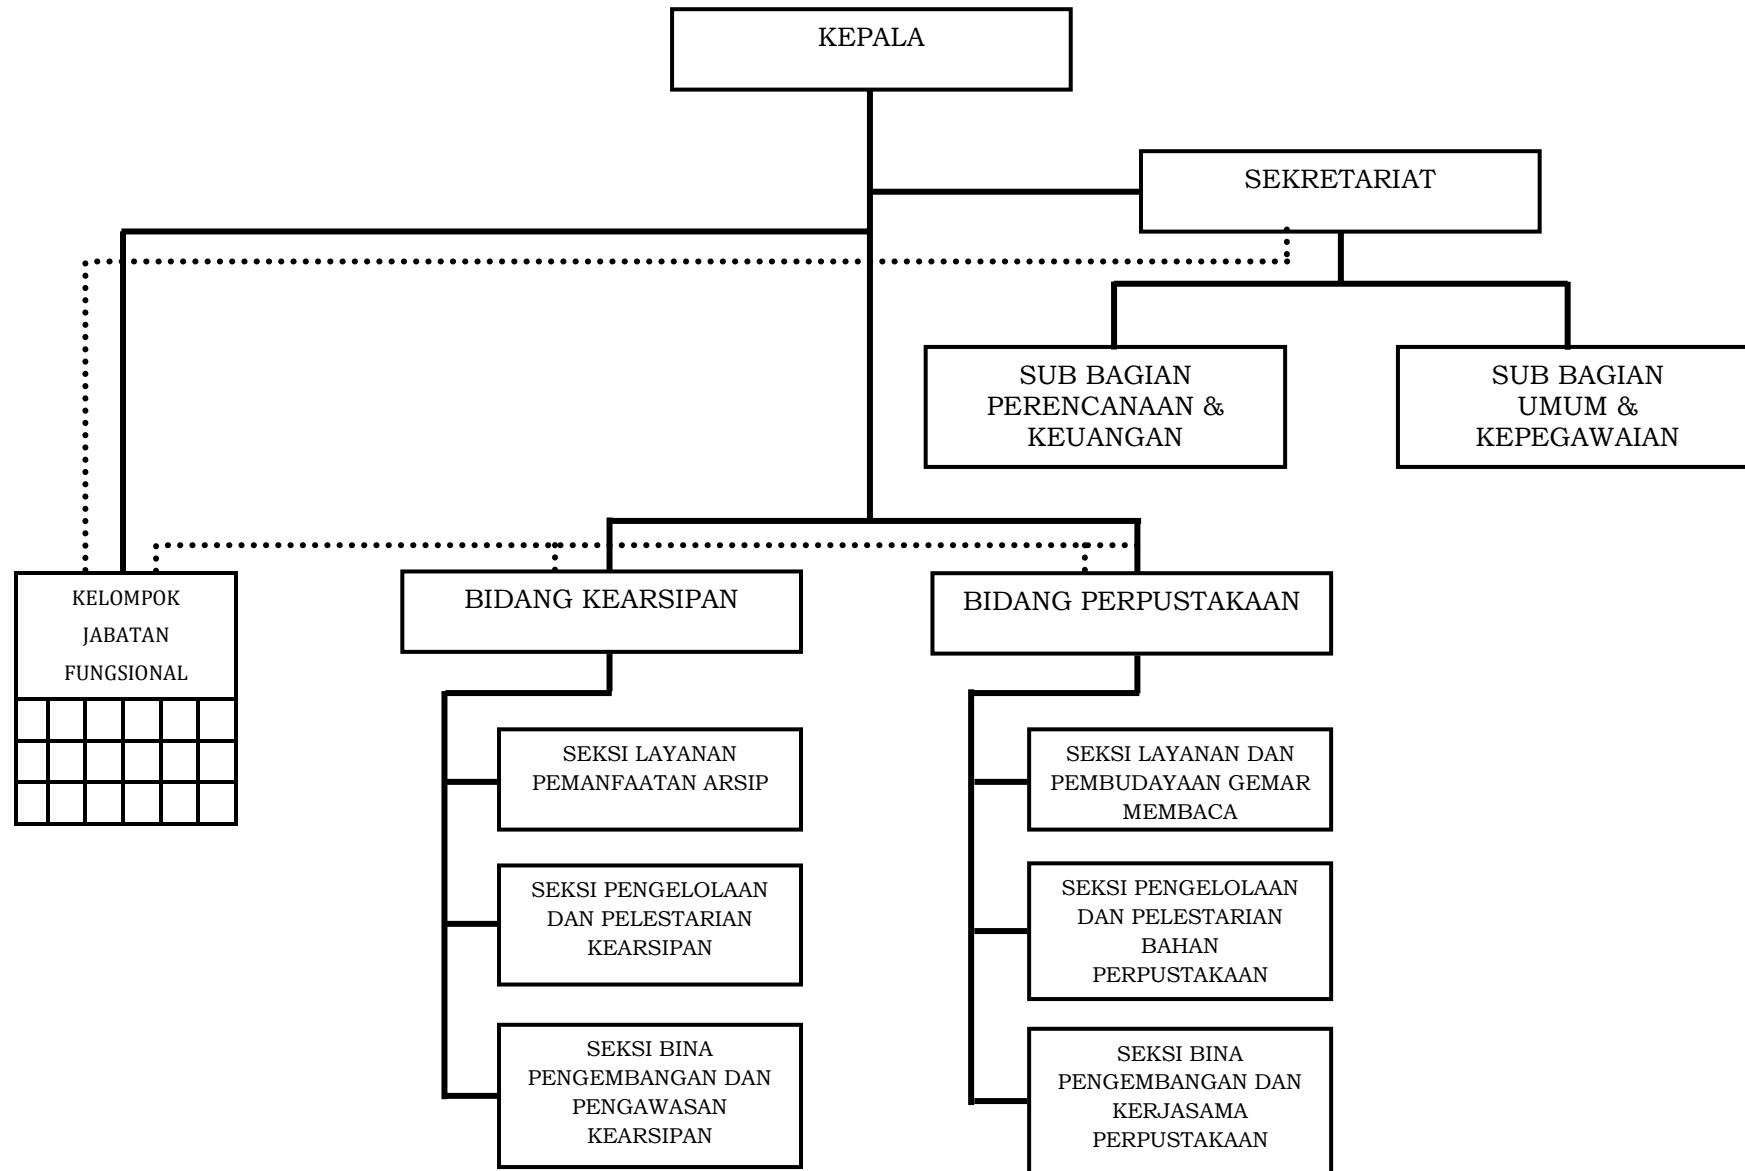 KEPALA
SEKRETARIAT
SUB BAGIAN
PERENCANAAN &
KEUANGAN
SUB BAGIAN
UMUM &
KEPEGAWAIAN
KELOMPOK
JABATAN
FUNGSIONAL
BIDANG KEARSIPAN
BIDANG PERPUSTAKAAN
SEKSI LAYANAN
PEMANFAATAN ARSIP
SEKSI PENGELOLAAN
DAN PELESTARIAN
KEARSIPAN
SEKSI BINA
PENGEMBANGAN DAN
PENGAWASAN
KEARSIPAN
SEKSI LAYANAN DAN
PEMBUDAYAAN GEMAR
MEMBACA
SEKSI PENGELOLAAN
DAN PELESTARIAN
BAHAN
PERPUSTAKAAN
SEKSI BINA
PENGEMBANGAN DAN
KERJASAMA
PERPUSTAKAAN